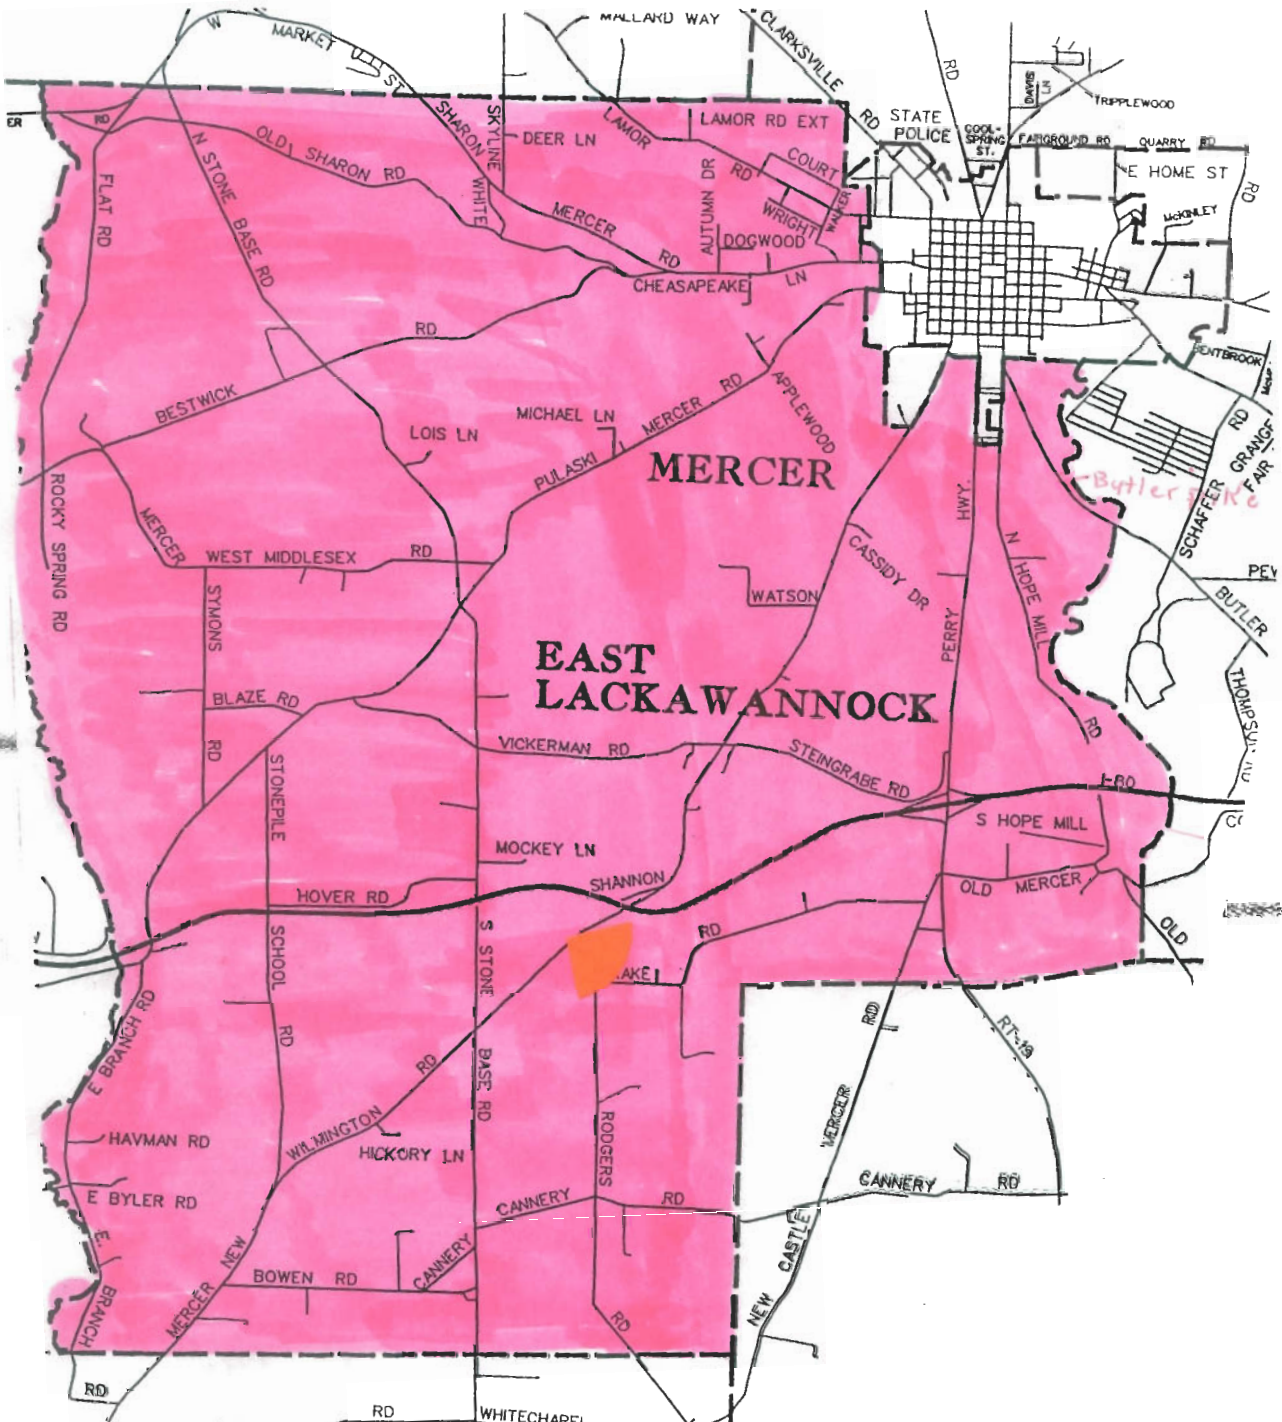 MALLARD WAY
W MARKET ST
CLARKSVILLE RD
RD
DAVIS LN
TRIPPLEWOOD
STATE POLICE
COOL-SPRING ST.
FAIRGROUND RD
QUARRY RD
E HOME ST
RD
McKINLEY
ER
RD
N STONE BASE RD
OLD SHARON RD
SHARON
MERCER RD
SKYLINE
WHITE
DEER LN
LAMOR RD
LAMOR RD EXT
COURT
WRIGHT
WALKER
AUTUMN DR
DOGWOOD
CHEASAPEAKE LN
FLAT RD
BESTWICK RD
LOIS LN
MICHAEL LN
PULASKI MERCER RD
APPLEWOOD
BENTBROOK
RD
GRANGE FAIR
SCHAFFER
Butler Pike
MERCER
ROCKY SPRING RD
MERCER WEST MIDDLESEX RD
SYMONS RD
WATSON
CASSIDY DR
PERRY HWY.
N HOPE MILL RD
BUTLER
THOMPS
EAST
LACKAWANNOCK
BLAZE RD
STONEPILE
VICKERMAN RD
STEINGRABE RD
I-80
S HOPE MILL
OLD MERCER
OLD
MOCKEY LN
HOVER RD
SHANNON
RD
AKE
SCHOOL RD
S STONE BASE RD
E BRANCH RD
RD
MERCER
RT-19
HAVMAN RD
E BYLER RD
MERCER NEW WILMINGTON RD
HICKORY LN
RODGERS RD
CANNERY RD
CANNERY RD
CANNERY
E. BRANCH
BOWEN RD
NEW CASTLE
RD
RD